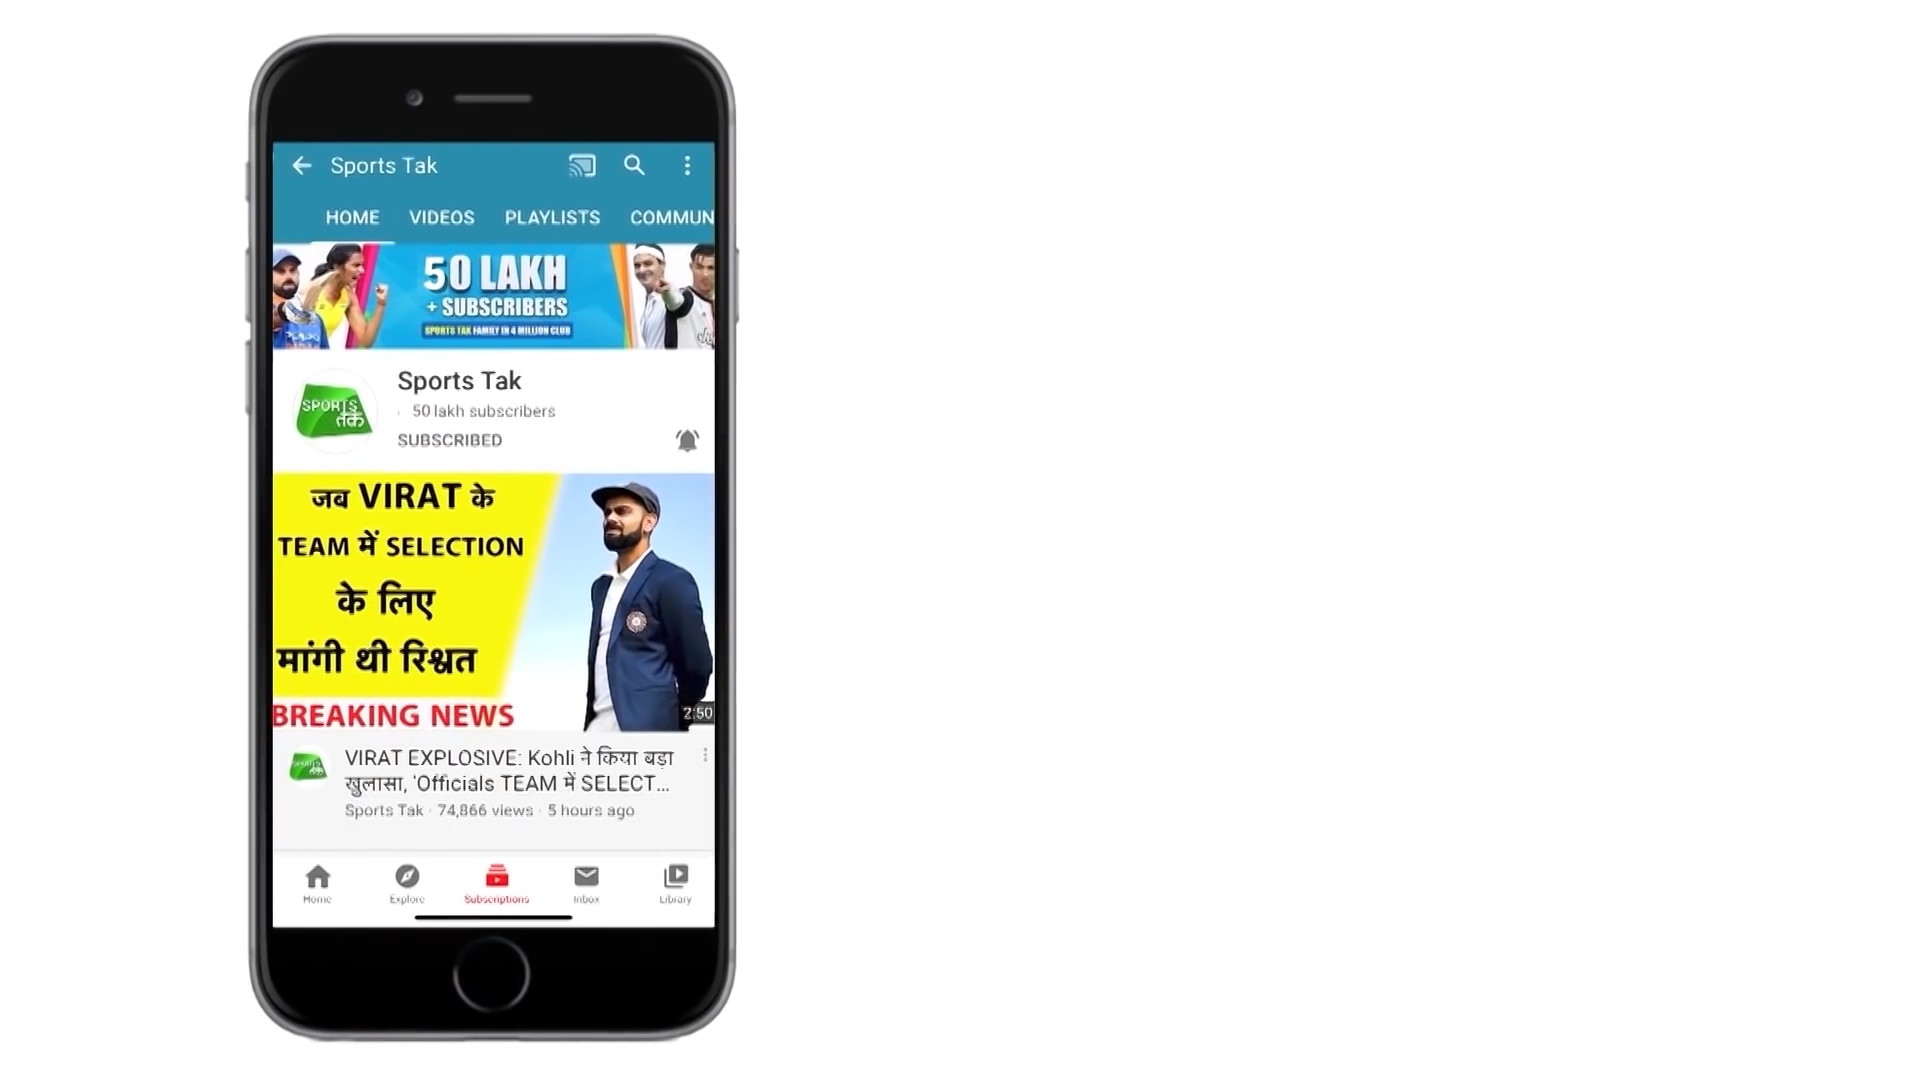 Sports Tak
HOME VIDEOS PLAYLISTS COMMUN
50 LAKH
+ SUBSCRIBERS
SPORTS TAK FAMILY IN 4 MILLION CLUB
SPORTS
तक
Sports Tak
50 lakh subscribers
SUBSCRIBED
जब VIRAT के
TEAM में SELECTION
के लिए
मांगी थी रिश्वत
BREAKING NEWS
2:50
SPORTS
तक
VIRAT EXPLOSIVE: Kohli ने किया बड़ा
खुलासा, 'Officials TEAM में SELECT...
Sports Tak · 74,866 views · 5 hours ago
Home Explore Subscriptions Inbox Library